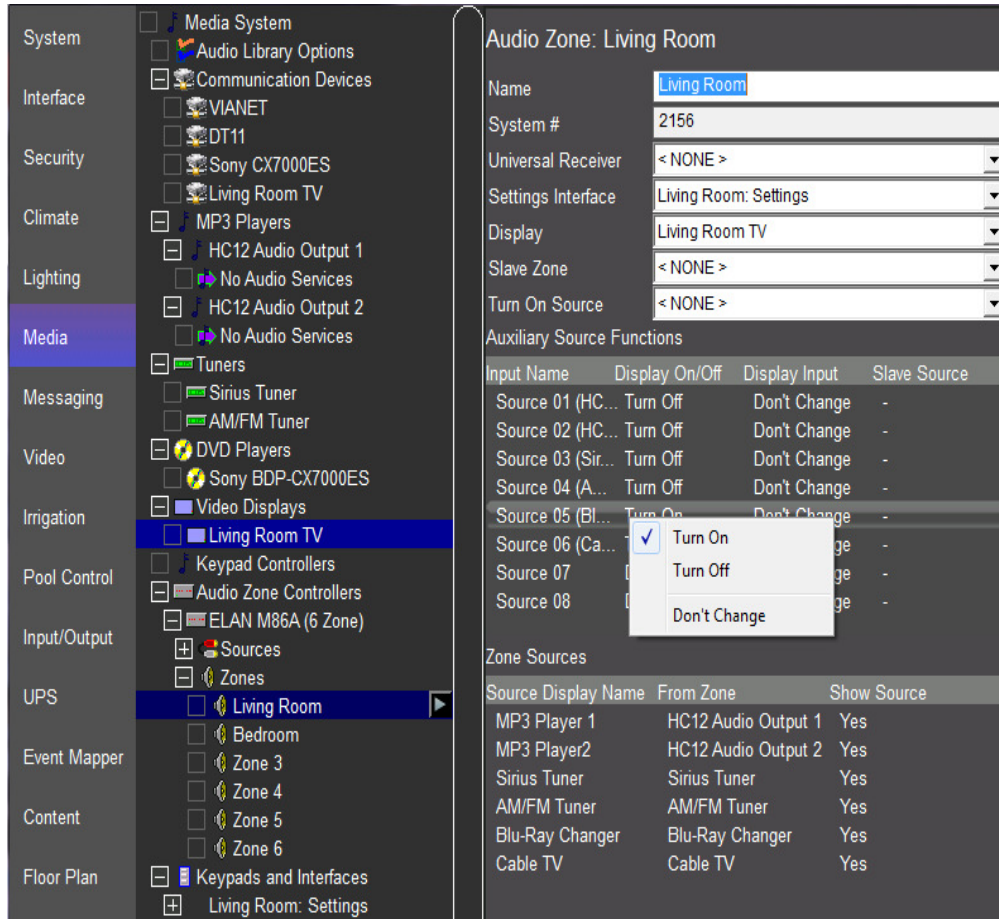 System
Interface
Security
Climate
Lighting
Media
Messaging
Video
Irrigation
Pool Control
Input/Output
UPS
Event Mapper
Content
Floor Plan
Media System
Audio Library Options
Communication Devices
VIANET
DT11
Sony CX7000ES
Living Room TV
MP3 Players
HC12 Audio Output 1
No Audio Services
HC12 Audio Output 2
No Audio Services
Tuners
Sirius Tuner
AM/FM Tuner
DVD Players
Sony BDP-CX7000ES
Video Displays
Living Room TV
Keypad Controllers
Audio Zone Controllers
ELAN M86A (6 Zone)
Sources
Zones
Living Room
Bedroom
Zone 3
Zone 4
Zone 5
Zone 6
Keypads and Interfaces
Living Room: Settings
Audio Zone: Living Room
Name Living Room
System # 2156
Universal Receiver < NONE >
Settings Interface Living Room: Settings
Display Living Room TV
Slave Zone < NONE >
Turn On Source < NONE >
Auxiliary Source Functions
Input Name Display On/Off Display Input Slave Source
Source 01 (HC... Turn Off Don't Change -
Source 02 (HC... Turn Off Don't Change -
Source 03 (Sir... Turn Off Don't Change -
Source 04 (A... Turn Off Don't Change -
Source 05 (Bl... Turn On Don't Change
Source 06 (Ca... ge -
Source 07 ge -
Source 08 ge -
Turn On
Turn Off
Don't Change
Zone Sources
Source Display Name From Zone Show Source
MP3 Player 1 HC12 Audio Output 1 Yes
MP3 Player2 HC12 Audio Output 2 Yes
Sirius Tuner Sirius Tuner Yes
AM/FM Tuner AM/FM Tuner Yes
Blu-Ray Changer Blu-Ray Changer Yes
Cable TV Cable TV Yes